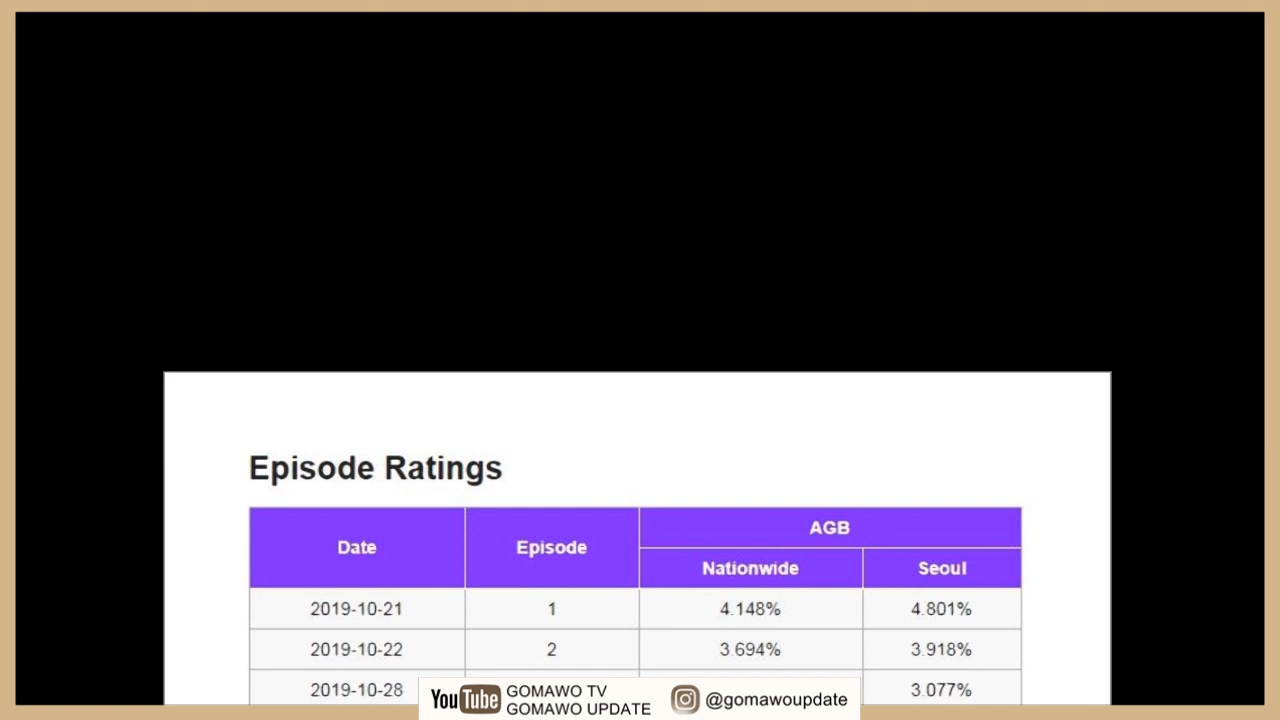 Episode Ratings
Date Episode AGB
Nationwide Seoul
2019-10-21 1 4.148% 4.801%
2019-10-22 2 3.694% 3.918%
2019-10-28 3.077%
YouTube GOMAWO TV
GOMAWO UPDATE
@gomawoupdate